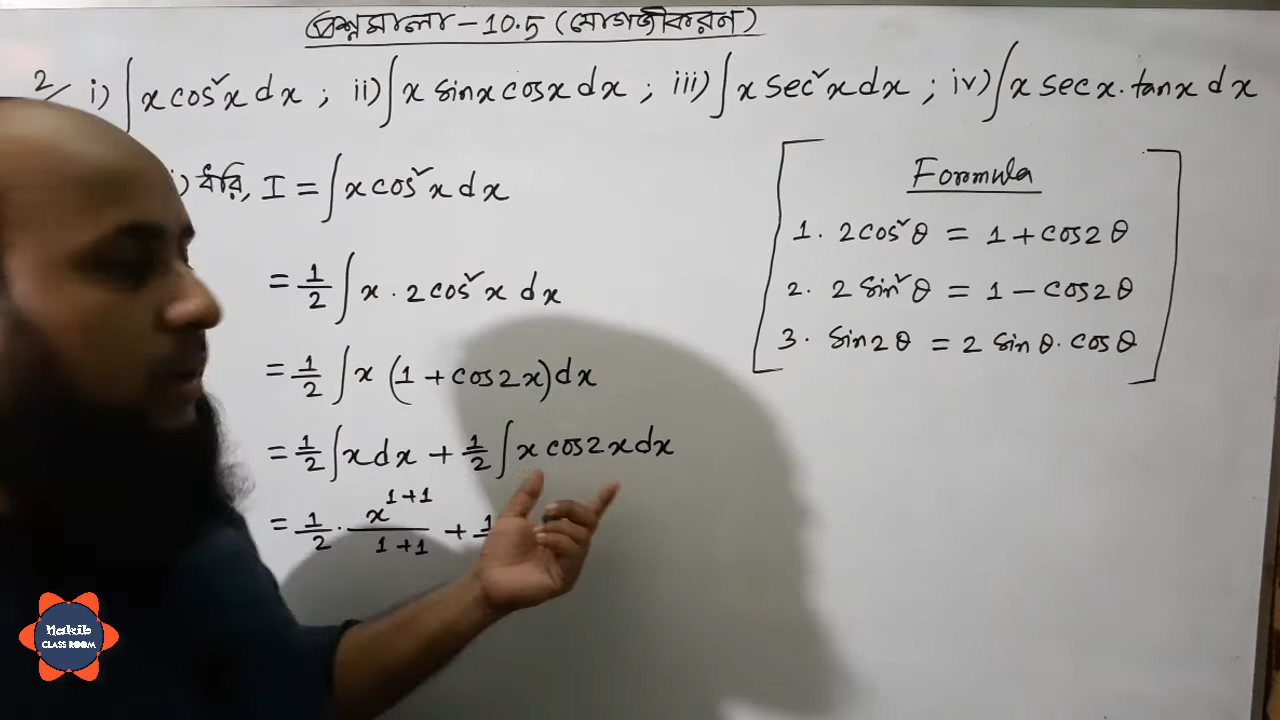 প্রশ্নমালা - 10.5 (যোগজীকরন)
2/ i) ∫x cos²x dx ; ii) ∫x sinx cosx dx ; iii) ∫x sec²x dx ; iv) ∫x secx.tanx dx
i) ধরি, I = ∫x cos²x dx
= 1/2 ∫x . 2cos²x dx
= 1/2 ∫x (1 + cos2x) dx
= 1/2 ∫x dx + 1/2 ∫x cos2x dx
= 1/2 . x^(1+1)/(1+1) + 1
Formula
1. 2cos²θ = 1 + cos2θ
2. 2 sin²θ = 1 - cos2θ
3. sin2θ = 2 sinθ. cosθ
CLASS ROOM